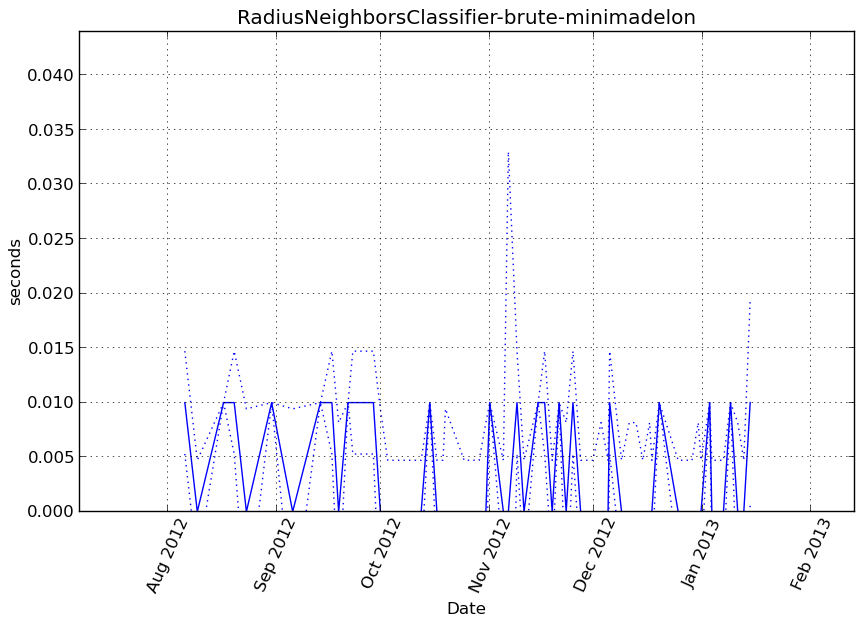 RadiusNeighborsClassifier-brute-minimadelon
0.040
0.035
0.030
0.025
0.020
0.015
0.010
0.005
0.000
seconds
Aug 2012
Sep 2012
Oct 2012
Nov 2012
Dec 2012
Jan 2013
Feb 2013
Date